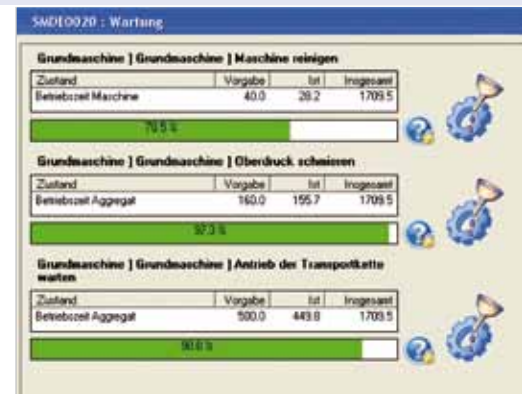 SMDE0020 : Wartung
Grundmaschine ] Grundmaschine ] Maschine reinigen
Zustand Vorgabe Ist Insgesamt
Betriebszeit Maschine 40.0 28.2 1709.5
70.5 %
Grundmaschine ] Grundmaschine ] Oberdruck schmieren
Zustand Vorgabe Ist Insgesamt
Betriebszeit Aggregat 160.0 155.7 1709.5
97.3 %
Grundmaschine ] Grundmaschine ] Antrieb der Transportkette
warten
Zustand Vorgabe Ist Insgesamt
Betriebszeit Aggregat 500.0 449.8 1709.5